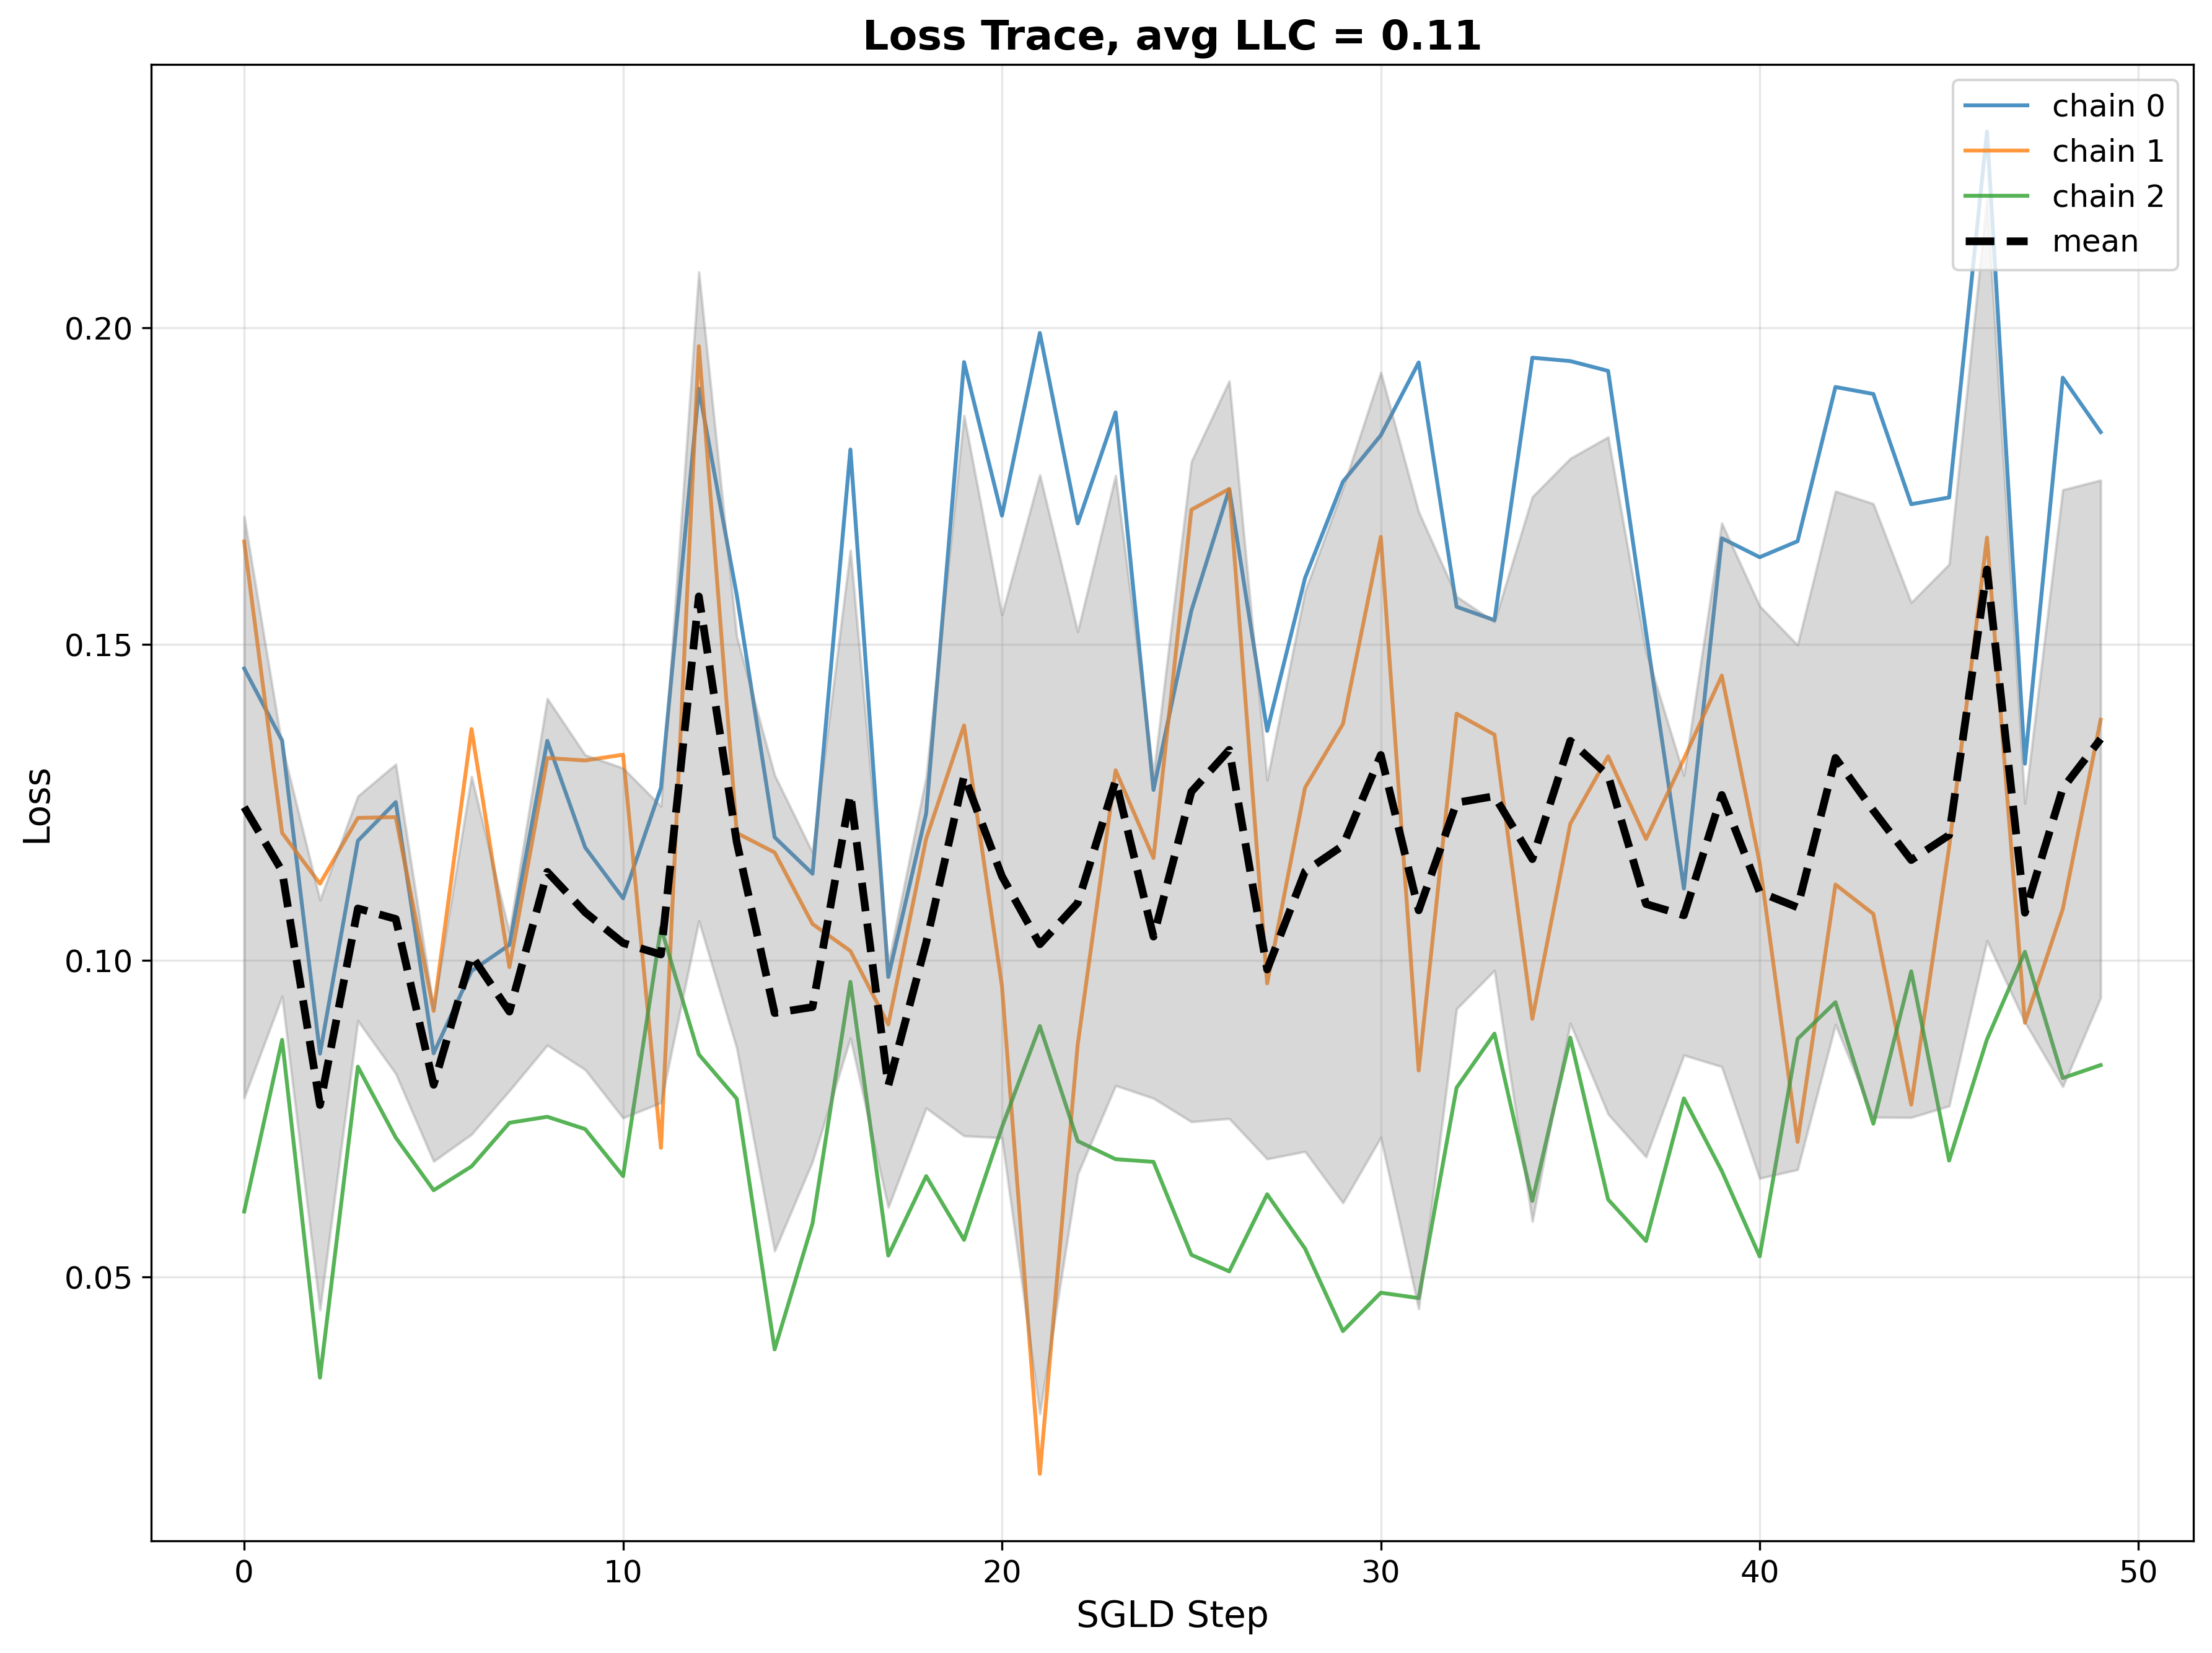 Loss Trace, avg LLC = 0.11
chain 0
chain 1
chain 2
mean
Loss
0.20
0.15
0.10
0.05
0
10
20
30
40
50
SGLD Step